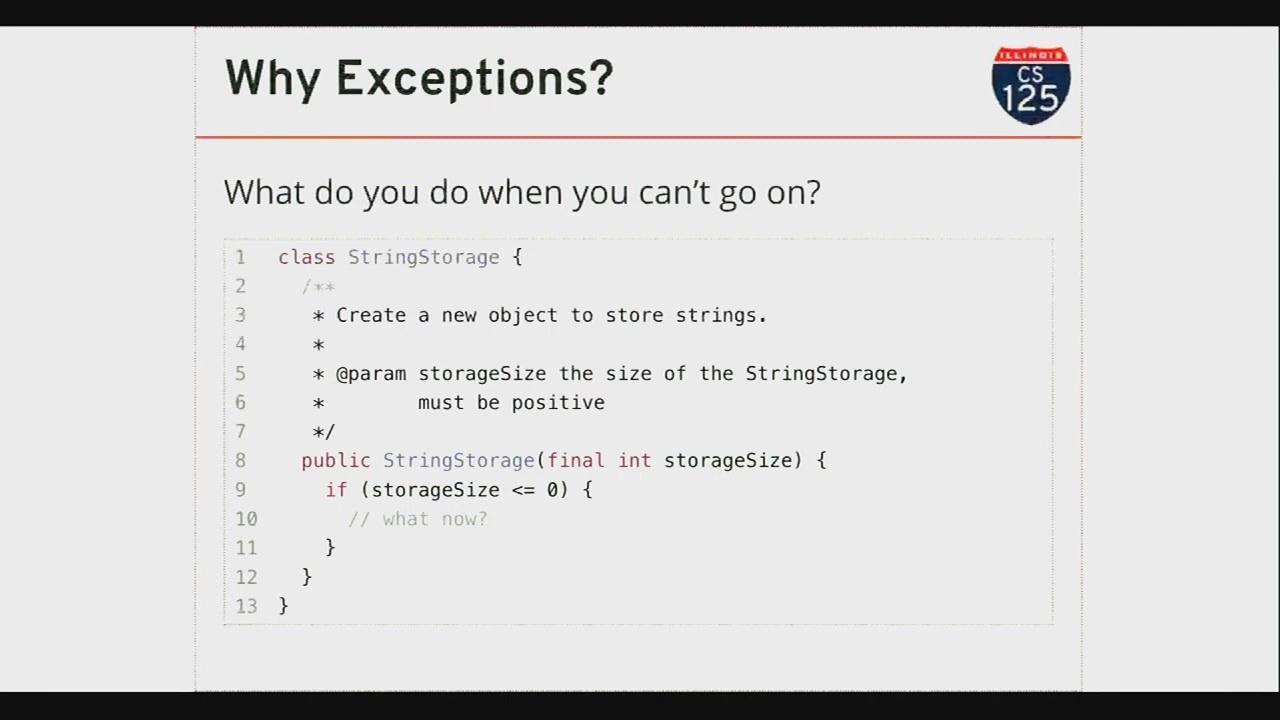 Why Exceptions?
ILLINOIS
CS
125
What do you do when you can't go on?
1 class StringStorage {
2 /**
3 * Create a new object to store strings.
4 *
5 * @param storageSize the size of the StringStorage,
6 * must be positive
7 */
8 public StringStorage(final int storageSize) {
9 if (storageSize <= 0) {
10 // what now?
11 }
12 }
13 }